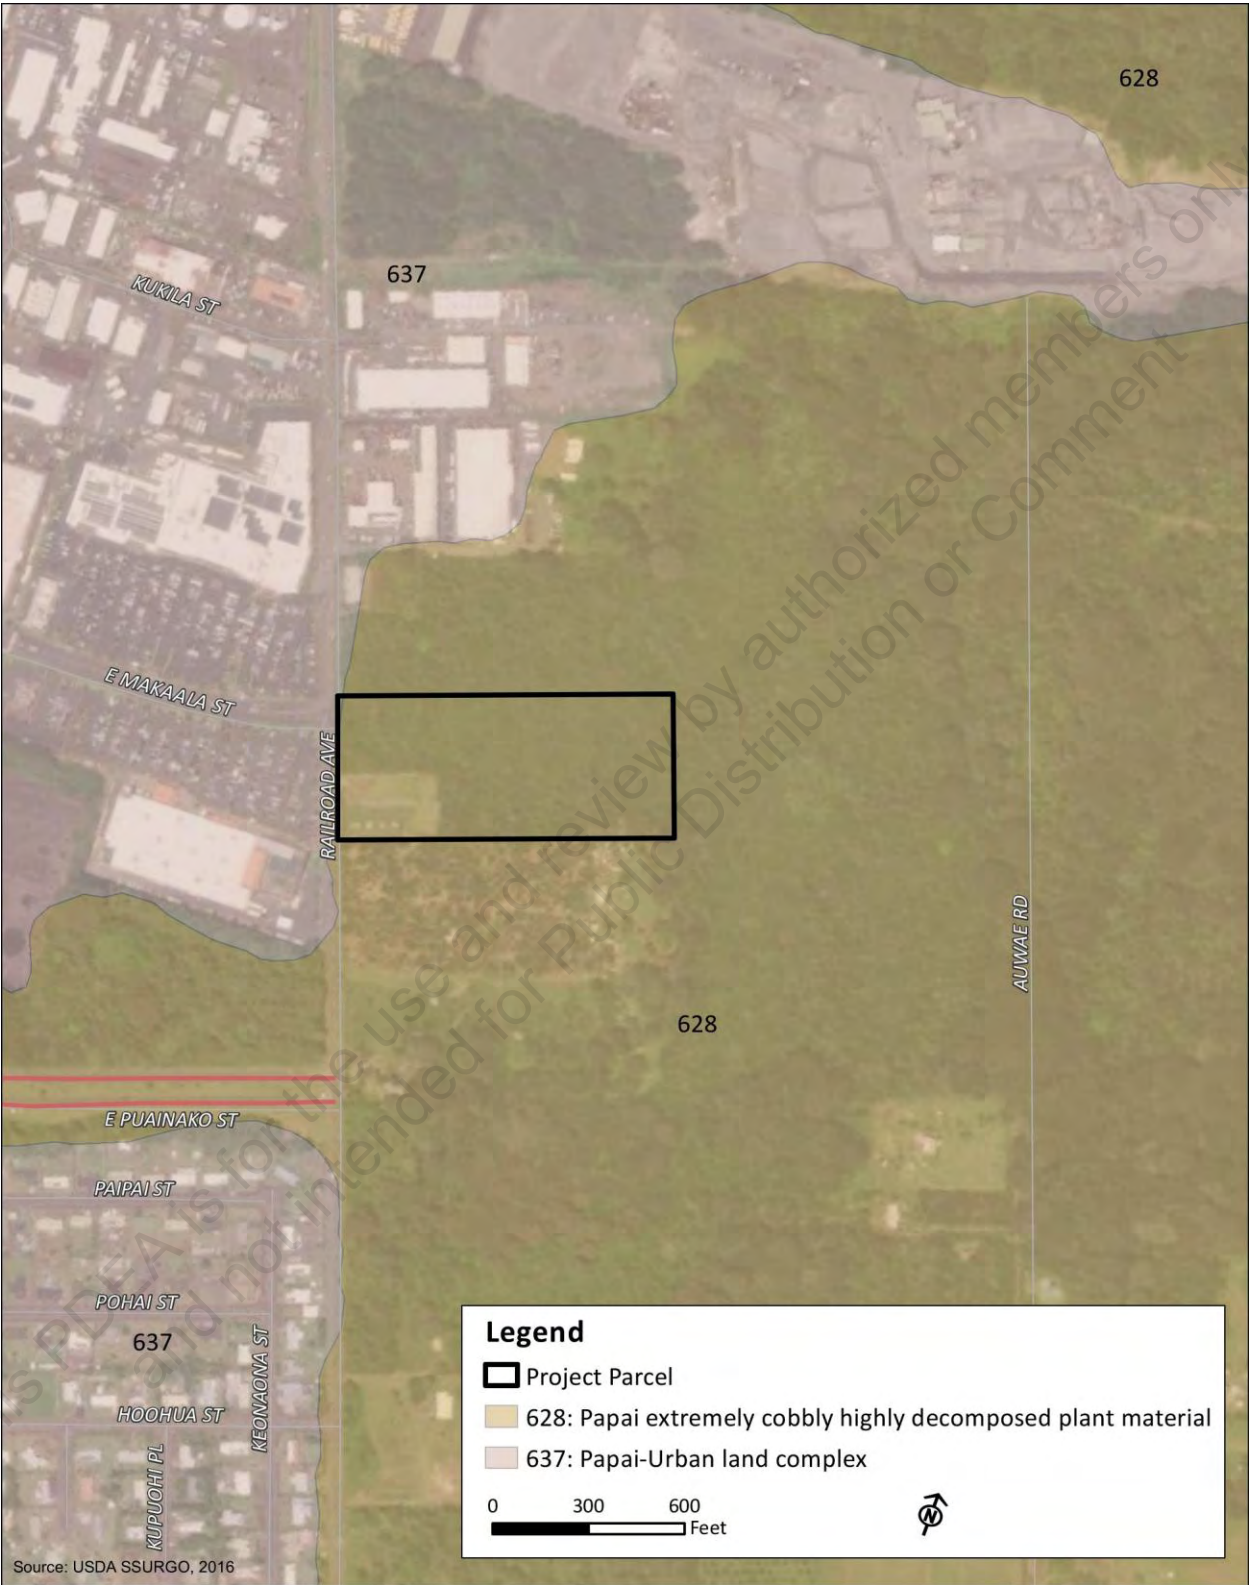 628
637
KUKILA ST
E MAKAALA ST
RAILROAD AVE
AUWAE RD
628
E PUAINAKO ST
PAIPAI ST
POHAI ST
637
KEONAONA ST
HOOHUA ST
KUPUOHI PL
s PDEA is for the use and review by authorized members only
and not intended for Public Distribution or Comment
Legend
Project Parcel
628: Papai extremely cobbly highly decomposed plant material
637: Papai-Urban land complex
0 300 600
Feet
N
Source: USDA SSURGO, 2016